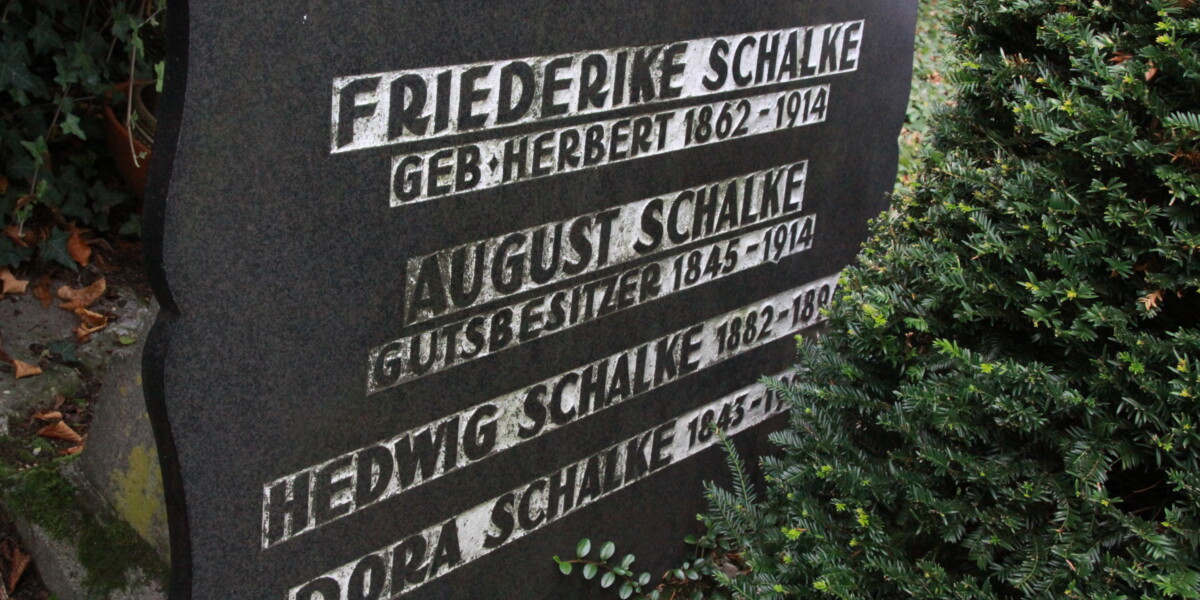 FRIEDERIKE SCHALKE
GEB·HERBERT 1862-1914
AUGUST SCHALKE
GUTSBESITZER 1845-1914
HEDWIG SCHALKE 1882-
DORA SCHALKE 1843-